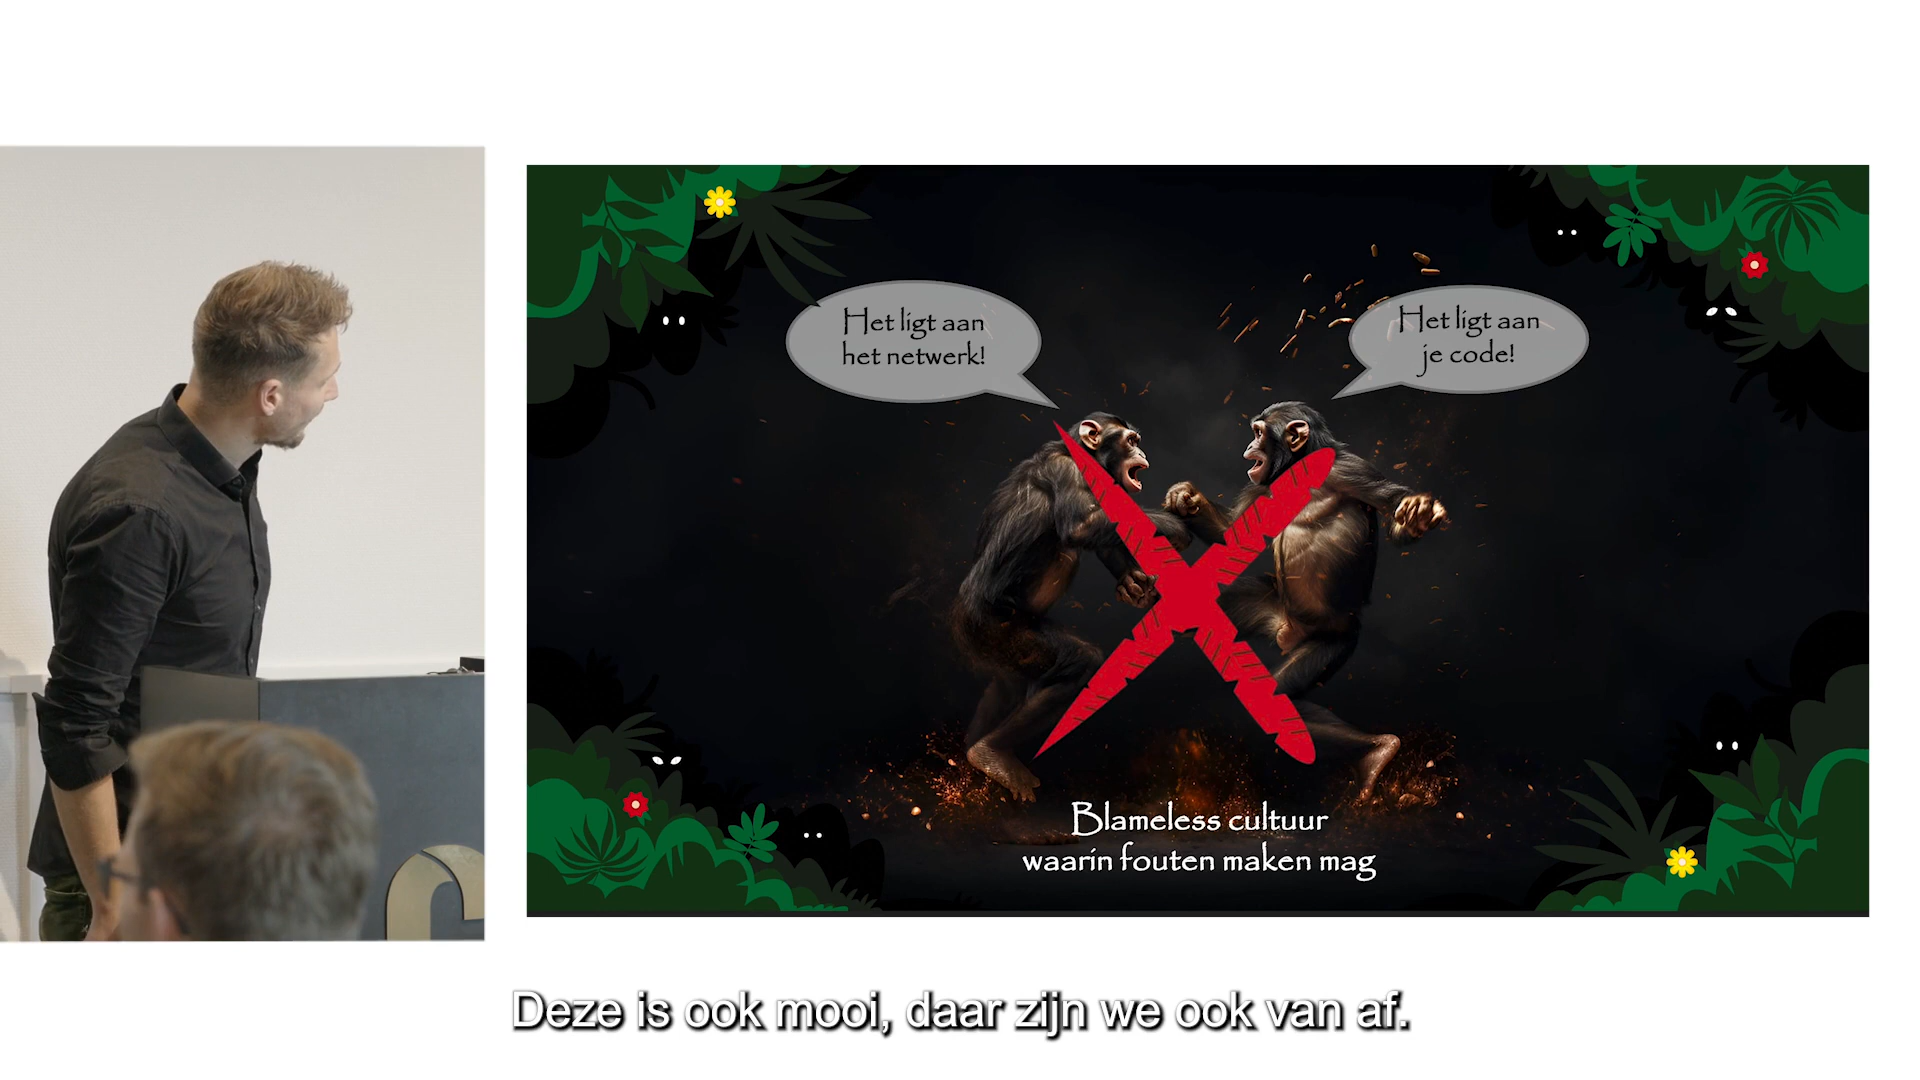 Het ligt aan
het netwerk!
Het ligt aan
je code!
Blameless cultuur
waarin fouten maken mag
Deze is ook mooi, daar zijn we ook van af.